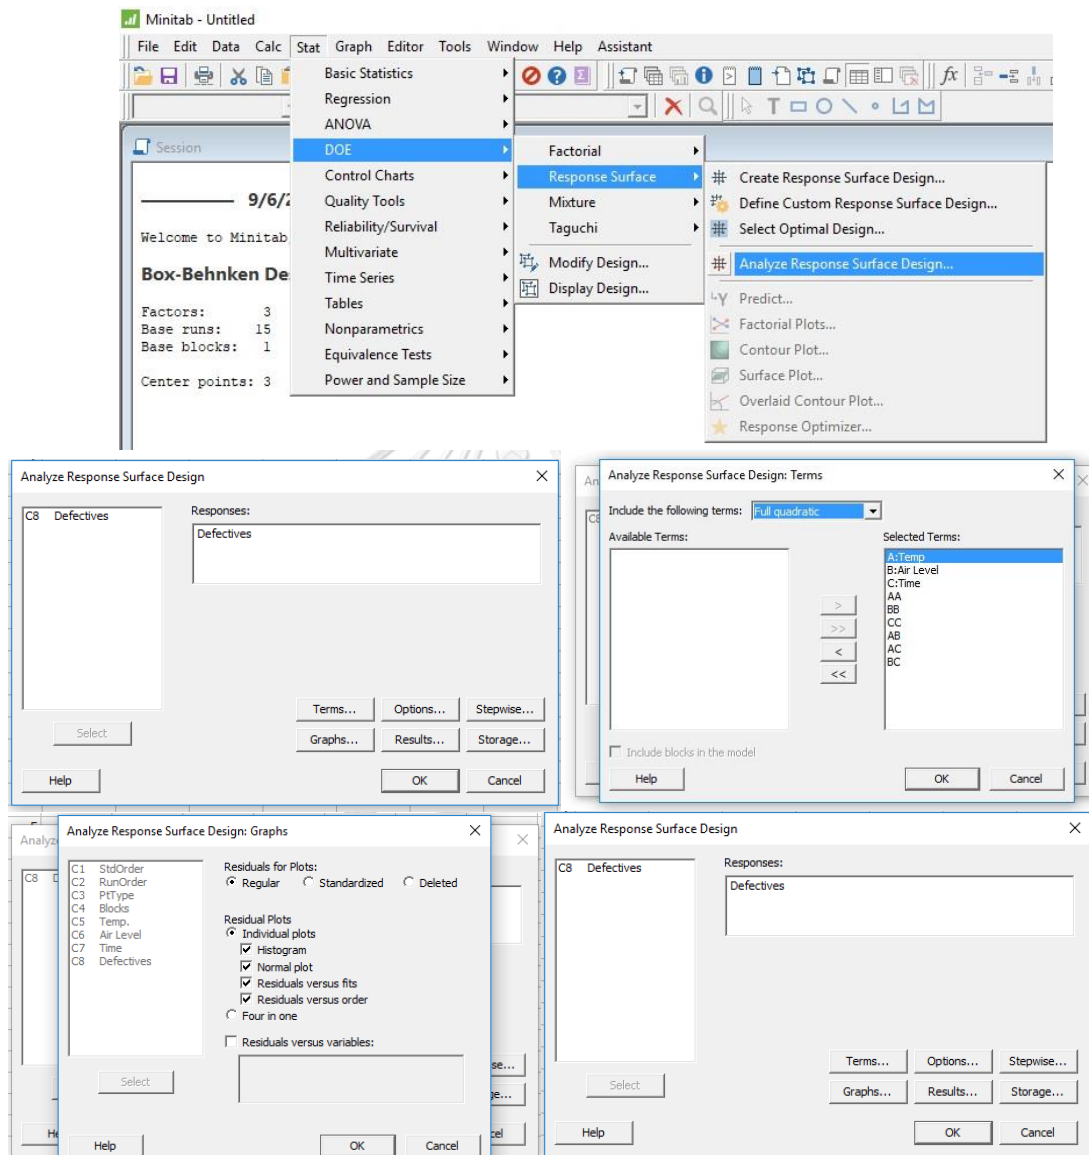 Minitab - Untitled
File Edit Data Calc Stat Graph Editor Tools Window Help Assistant
fx
Session
9/6/2
Welcome to Minitab,
Box-Behnken De
Factors: 3
Base runs: 15
Base blocks: 1
Center points: 3
Basic Statistics
Regression
ANOVA
DOE
Control Charts
Quality Tools
Reliability/Survival
Multivariate
Time Series
Tables
Nonparametrics
Equivalence Tests
Power and Sample Size
Factorial
Response Surface
Mixture
Taguchi
Modify Design...
Display Design...
Create Response Surface Design...
Define Custom Response Surface Design...
Select Optimal Design...
Analyze Response Surface Design...
Predict...
Factorial Plots...
Contour Plot...
Surface Plot...
Overlaid Contour Plot...
Response Optimizer...
Analyze Response Surface Design
C8 Defectives
Responses:
Defectives
Terms... Options... Stepwise...
Select
Graphs... Results... Storage...
Help OK Cancel
An
C8
Analyze Response Surface Design: Terms
Include the following terms: Full quadratic
Available Terms: Selected Terms:
A:Temp
B:Air Level
C:Time
AA
BB
CC
AB
AC
BC
>
>>
<
<<
Include blocks in the model
Help OK Cancel
Analyz
C8 D
Analyze Response Surface Design: Graphs
C1 StdOrder
C2 RunOrder
C3 PtType
C4 Blocks
C5 Temp.
C6 Air Level
C7 Time
C8 Defectives
Residuals for Plots:
Regular Standardized Deleted
Residual Plots
Individual plots
Histogram
Normal plot
Residuals versus fits
Residuals versus order
Four in one
Residuals versus variables:
Select
Help OK Cancel
He
se...
ge...
cel
Analyze Response Surface Design
C8 Defectives
Responses:
Defectives
Terms... Options... Stepwise...
Select
Graphs... Results... Storage...
Help OK Cancel